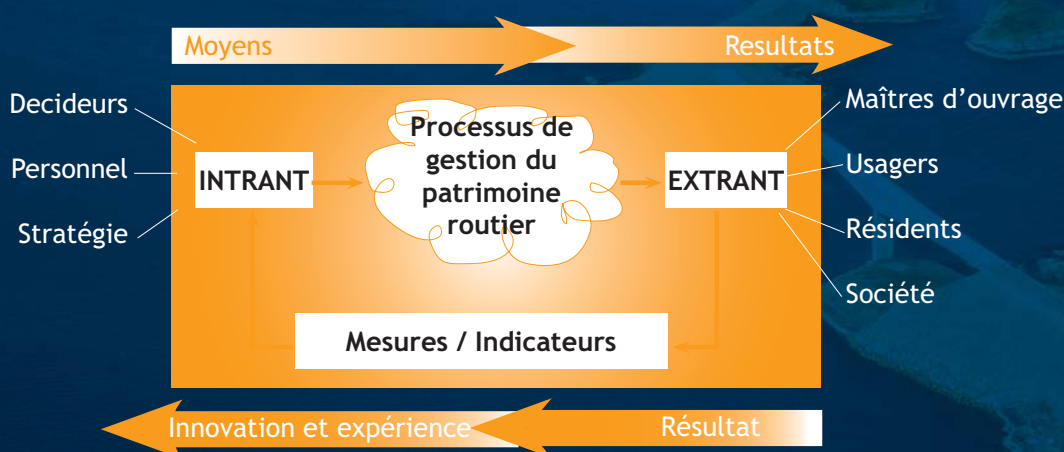 Moyens
Resultats
Decideurs
Personnel
Stratégie
INTRANT
Processus de
gestion du
patrimoine
routier
EXTRANT
Maîtres d'ouvrage
Usagers
Résidents
Société
Mesures / Indicateurs
Innovation et expérience
Résultat